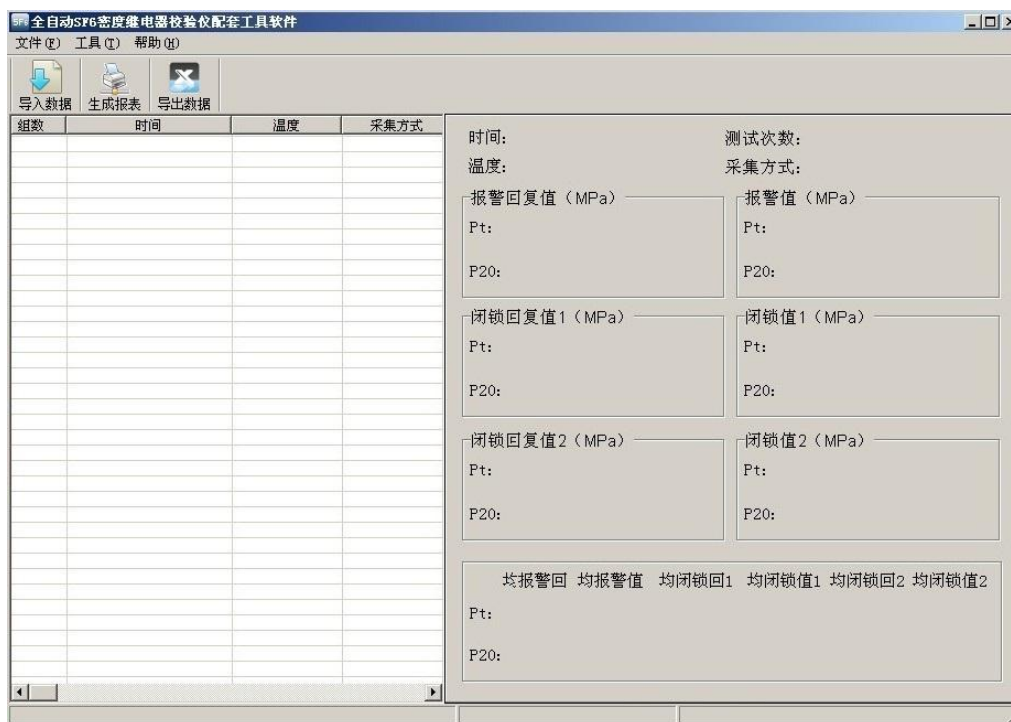 SF6 全自动SF6密度继电器校验仪配套工具软件
文件(F) 工具(T) 帮助(H)
导入数据 生成报表 导出数据
组数 时间 温度 采集方式
时间: 测试次数:
温度: 采集方式:
报警回复值（MPa） 报警值（MPa）
Pt: Pt:
P20: P20:
闭锁回复值1（MPa） 闭锁值1（MPa）
Pt: Pt:
P20: P20:
闭锁回复值2（MPa） 闭锁值2（MPa）
Pt: Pt:
P20: P20:
均报警回 均报警值 均闭锁回1 均闭锁值1 均闭锁回2 均闭锁值2
Pt:
P20: